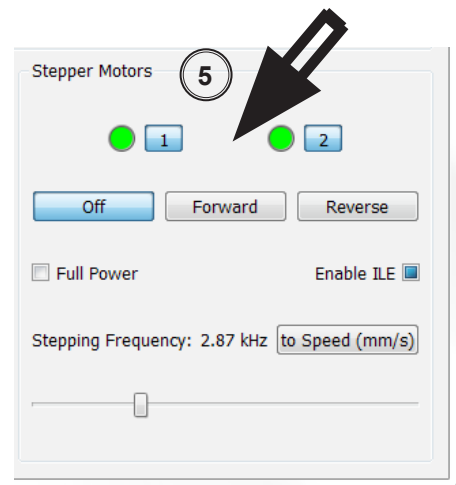 Stepper Motors
5
1 2
Off Forward Reverse
Full Power Enable ILE
Stepping Frequency: 2.87 kHz to Speed (mm/s)